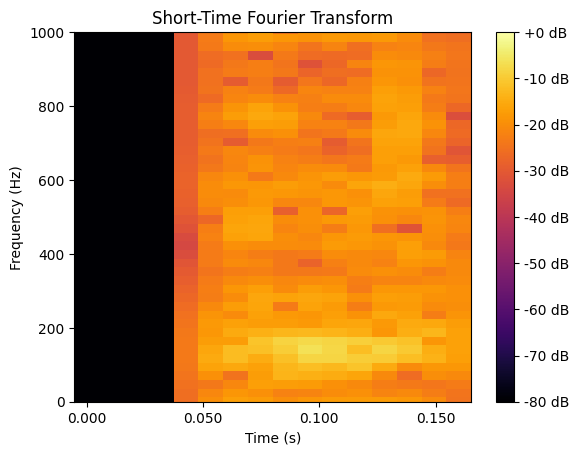 Short-Time Fourier Transform
1000
800
600
400
200
0
Frequency (Hz)
0.000
0.050
0.100
0.150
Time (s)
+0 dB
-10 dB
-20 dB
-30 dB
-40 dB
-50 dB
-60 dB
-70 dB
-80 dB